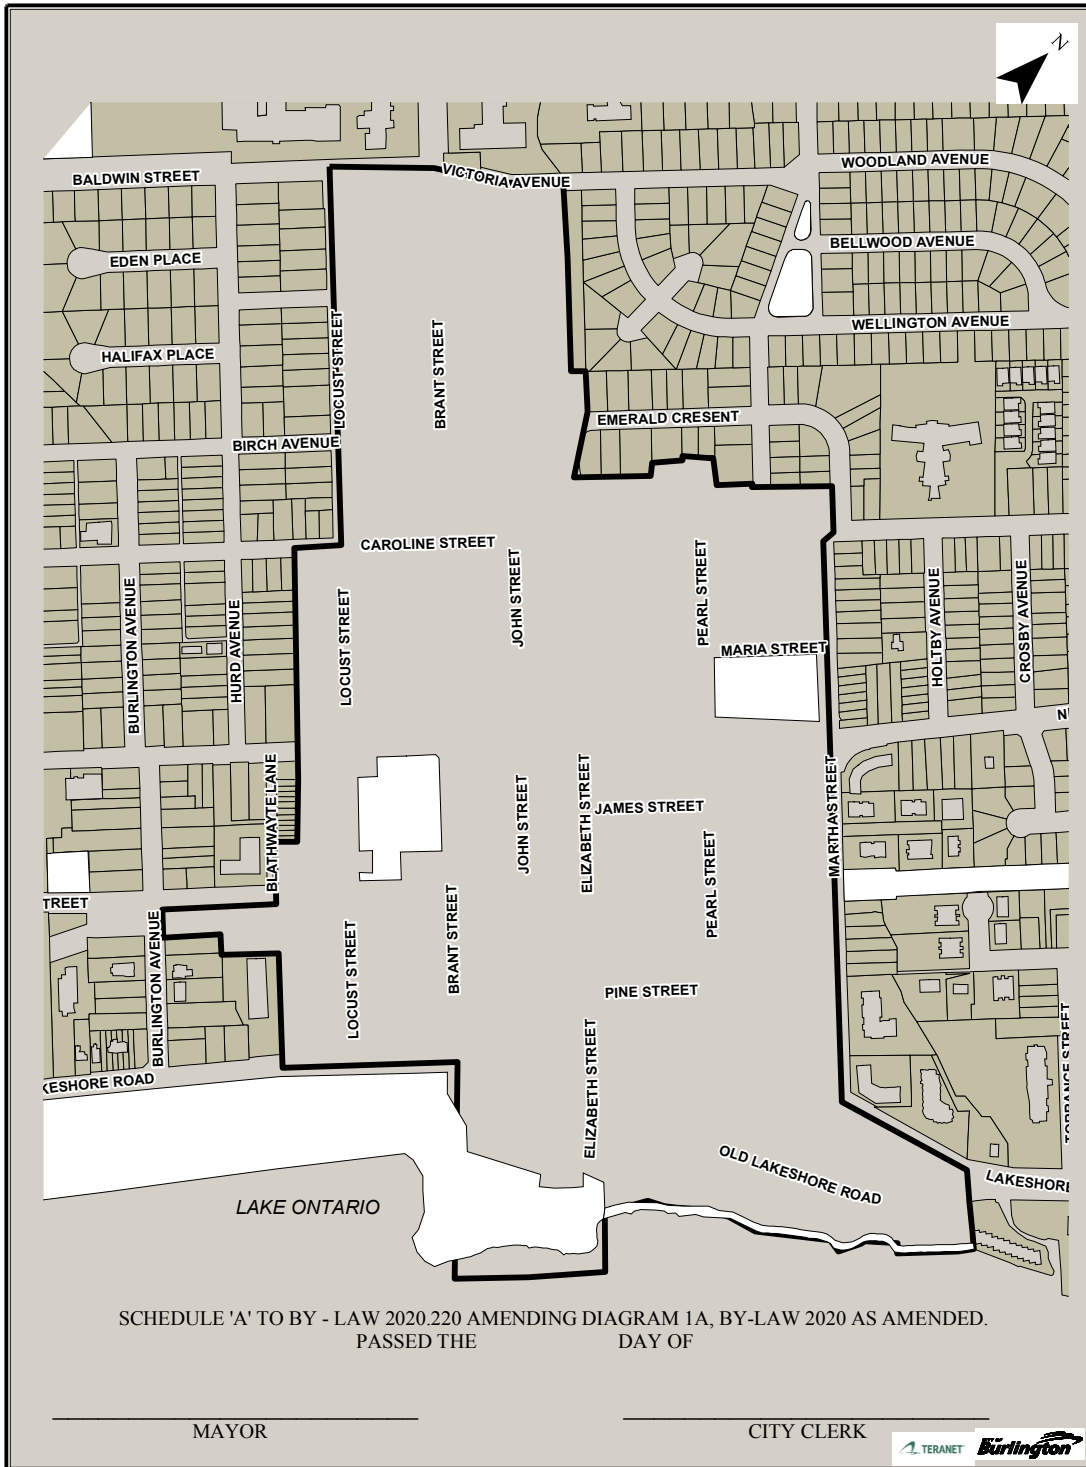 N
WOODLAND AVENUE
BALDWIN STREET
VICTORIA AVENUE
BELLWOOD AVENUE
EDEN PLACE
WELLINGTON AVENUE
HALIFAX PLACE
LOCUST STREET
BRANT STREET
EMERALD CRESENT
BIRCH AVENUE
CAROLINE STREET
JOHN STREET
PEARL STREET
BURLINGTON AVENUE
HURD AVENUE
LOCUST STREET
MARIA STREET
HOLTBY AVENUE
CROSBY AVENUE
N
BLATHWAYTE LANE
JOHN STREET
ELIZABETH STREET
JAMES STREET
MARTHA STREET
PEARL STREET
TREET
BURLINGTON AVENUE
LOCUST STREET
BRANT STREET
PINE STREET
ELIZABETH STREET
TORRANCE STREET
KESHORE ROAD
OLD LAKESHORE ROAD
LAKESHORE
LAKE ONTARIO
SCHEDULE 'A' TO BY - LAW 2020.220 AMENDING DIAGRAM 1A, BY-LAW 2020 AS AMENDED.
PASSED THE DAY OF
MAYOR
CITY CLERK
TERANET
Burlington